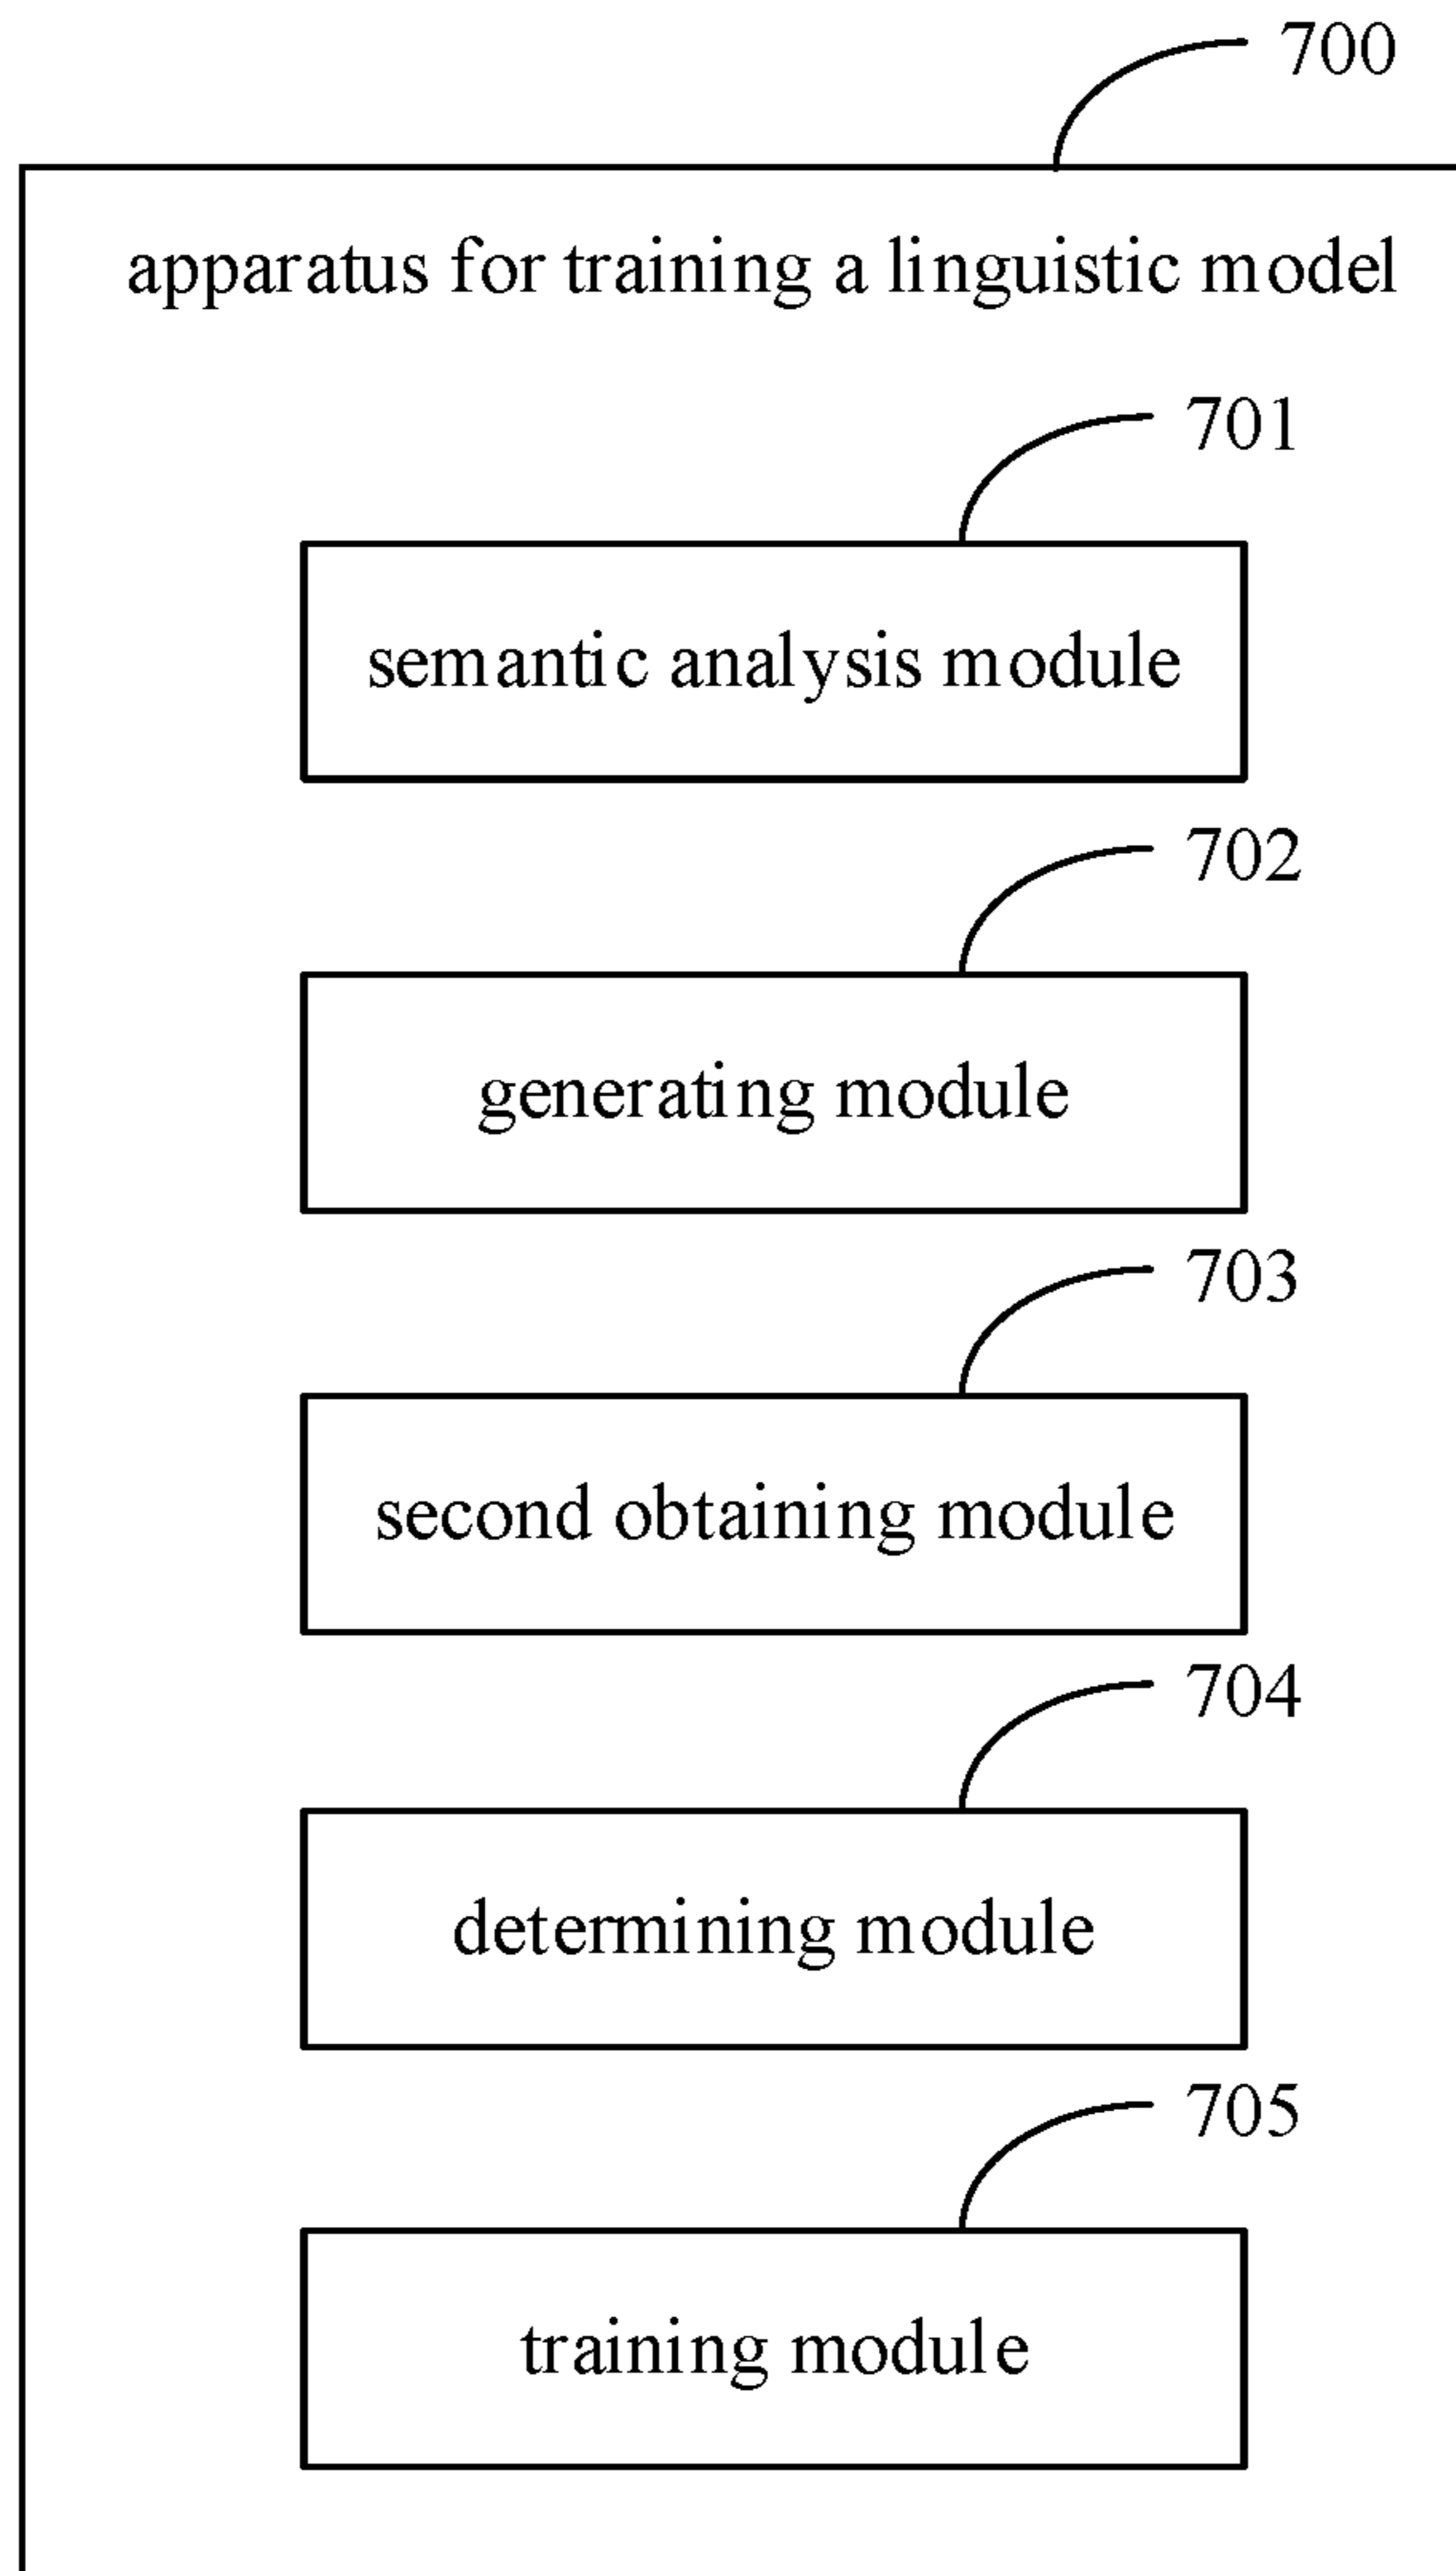 700
apparatus for training a linguistic model
701
semantic analysis module
702
generating module
703
second obtaining module
704
determining module
705
training module